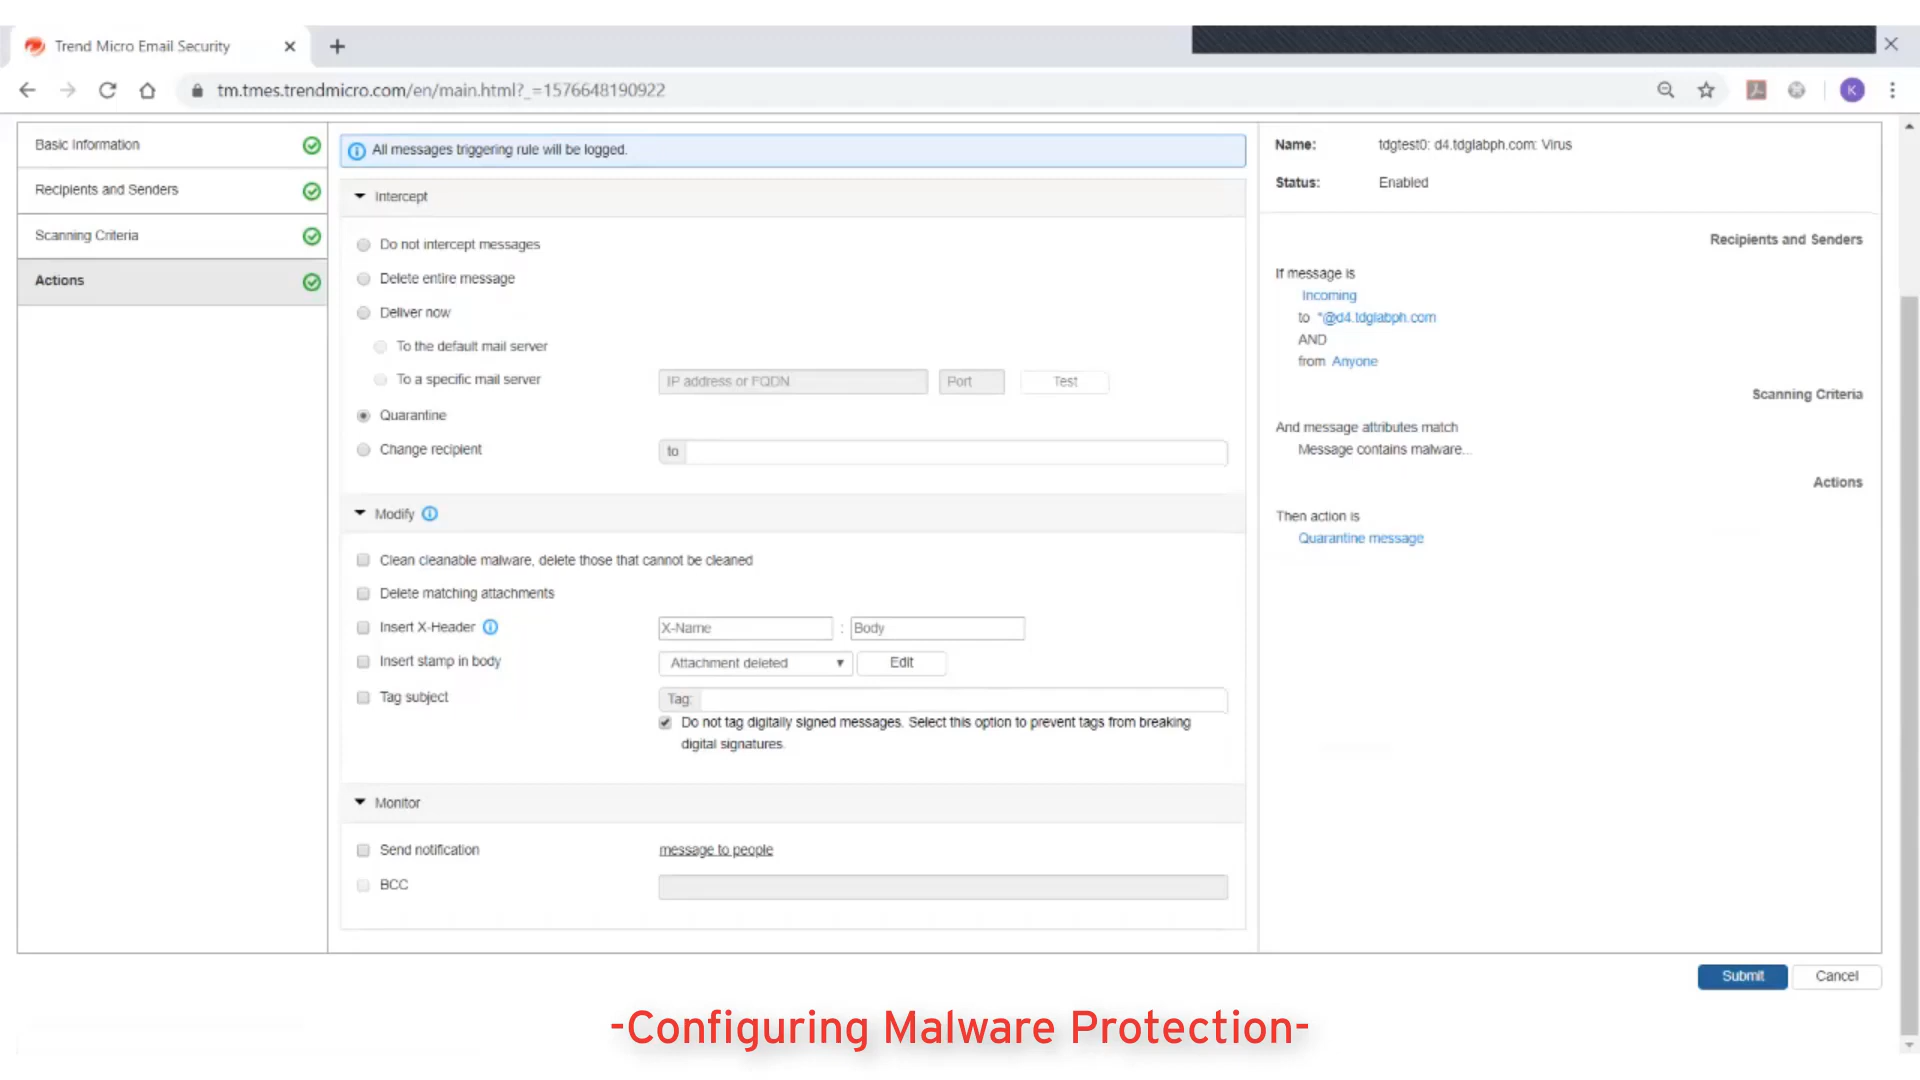 Trend Micro Email Security
tm.tmes.trendmicro.com/en/main.html?_=1576648190922
K
Basic Information
Recipients and Senders
Scanning Criteria
Actions
All messages triggering rule will be logged.
Intercept
Do not intercept messages
Delete entire message
Deliver now
To the default mail server
To a specific mail server
IP address or FQDN
Port
Test
Quarantine
Change recipient
to
Modify
Clean cleanable malware, delete those that cannot be cleaned
Delete matching attachments
Insert X-Header
X-Name
:
Body
Insert stamp in body
Attachment deleted
Edit
Tag subject
Tag:
Do not tag digitally signed messages. Select this option to prevent tags from breaking
digital signatures.
Monitor
Send notification
message to people
BCC
Name:
tdgtest0: d4.tdglabph.com: Virus
Status:
Enabled
Recipients and Senders
If message is
Incoming
to *@d4.tdglabph.com
AND
from Anyone
Scanning Criteria
And message attributes match
Message contains malware...
Actions
Then action is
Quarantine message
Submit
Cancel
-Configuring Malware Protection-